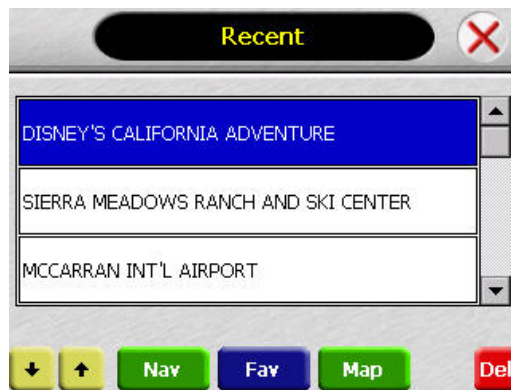 Recent
DISNEY'S CALIFORNIA ADVENTURE
SIERRA MEADOWS RANCH AND SKI CENTER
MCCARRAN INT'L AIRPORT
Nav Fav Map Del